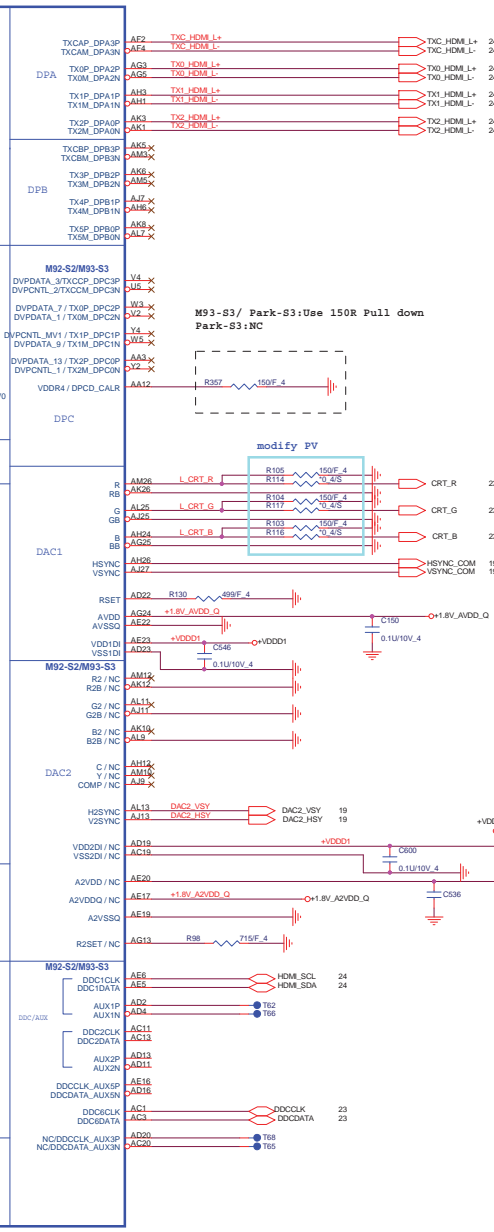 TXCAP_DPA3P AF2 TXC_HDMI_L+ TXC_HDMI_L+
TXCAM_DPA3N AF4 TXC_HDMI_L- TXC_HDMI_L-
DPA
TX0P_DPA2P AG3 TX0_HDMI_L+ TX0_HDMI_L+
TX0M_DPA2N AG5 TX0_HDMI_L- TX0_HDMI_L-
TX1P_DPA1P AH3 TX1_HDMI_L+ TX1_HDMI_L+
TX1M_DPA1N AH1 TX1_HDMI_L- TX1_HDMI_L-
TX2P_DPA0P AK3 TX2_HDMI_L+ TX2_HDMI_L+
TX2M_DPA0N AK1 TX2_HDMI_L- TX2_HDMI_L-
TXCBP_DPB3P AK5
TXCBM_DPB3N AM3
TX3P_DPB2P AK6
TX3M_DPB2N AM5
DPB
TX4P_DPB1P AJ7
TX4M_DPB1N AH6
TX5P_DPB0P AK8
TX5M_DPB0N AL7
M92-S2/M93-S3
DVPDATA_3/TXCCP_DPC3P V4
DVPCNTL_2/TXCCM_DPC3N U5
DVPDATA_7 / TX0P_DPC2P W3
DVPDATA_1 / TX0M_DPC2N V2
M93-S3/ Park-S3:Use 150R Pull down
Park-S3:NC
DVPCNTL_MV1 / TX1P_DPC1P Y4
DVPDATA_9 / TX1M_DPC1N W5
DVPDATA_13 / TX2P_DPC0P AA3
DVPCNTL_1 / TX2M_DPC0N Y2
VDDR4 / DPCD_CALR AA12 R357 150/F_4
DPC
modify PV
R105 150/F_4
R AM26 L_CRT_R R114 *0_4/S CRT_R
RB AK26
R104 150/F_4
G AL25 L_CRT_G R117 *0_4/S CRT_G
GB AJ25
R103 150/F_4
B AH24 L_CRT_B R116 *0_4/S CRT_B
BB AG25
DAC1
HSYNC AH26 HSYNC_COM
VSYNC AJ27 VSYNC_COM
RSET AD22 R130 499/F_4
AVDD AG24 +1.8V_AVDD_Q +1.8V_AVDD_Q
AVSSQ AE22 C150
0.1U/10V_4
VDD1DI AE23 +VDDD1 +VDDD1
VSS1DI AD23 C546
0.1U/10V_4
M92-S2/M93-S3
R2 / NC AM12
R2B / NC AK12
G2 / NC AL11
G2B / NC AJ11
B2 / NC AK10
B2B / NC AL9
DAC2
C / NC AH12
Y / NC AM10
COMP / NC AJ9
H2SYNC AL13 DAC2_VSY DAC2_VSY 19
V2SYNC AJ13 DAC2_HSY DAC2_HSY 19
VDD2DI / NC AD19 +VDDD1
VSS2DI / NC AC19 C600
0.1U/10V_4
A2VDD / NC AE20
A2VDDQ / NC AE17 +1.8V_A2VDD_Q +1.8V_A2VDD_Q C536
A2VSSQ AE19
R2SET / NC AG13 R98 715/F_4
M92-S2/M93-S3
DDC1CLK AE6 HDMI_SCL 24
DDC1DATA AE5 HDMI_SDA 24
AUX1P AD2 T62
AUX1N AD4 T66
DDC/AUX
DDC2CLK AC11
DDC2DATA AC13
AUX2P AD13
AUX2N AD11
DDCCLK_AUX5P AE16
DDCDATA_AUX5N AD16
DDC6CLK AC1 DDCCLK 23
DDC6DATA AC3 DDCDATA 23
NC/DDCCLK_AUX3P AD20 T68
NC/DDCDATA_AUX3N AC20 T65